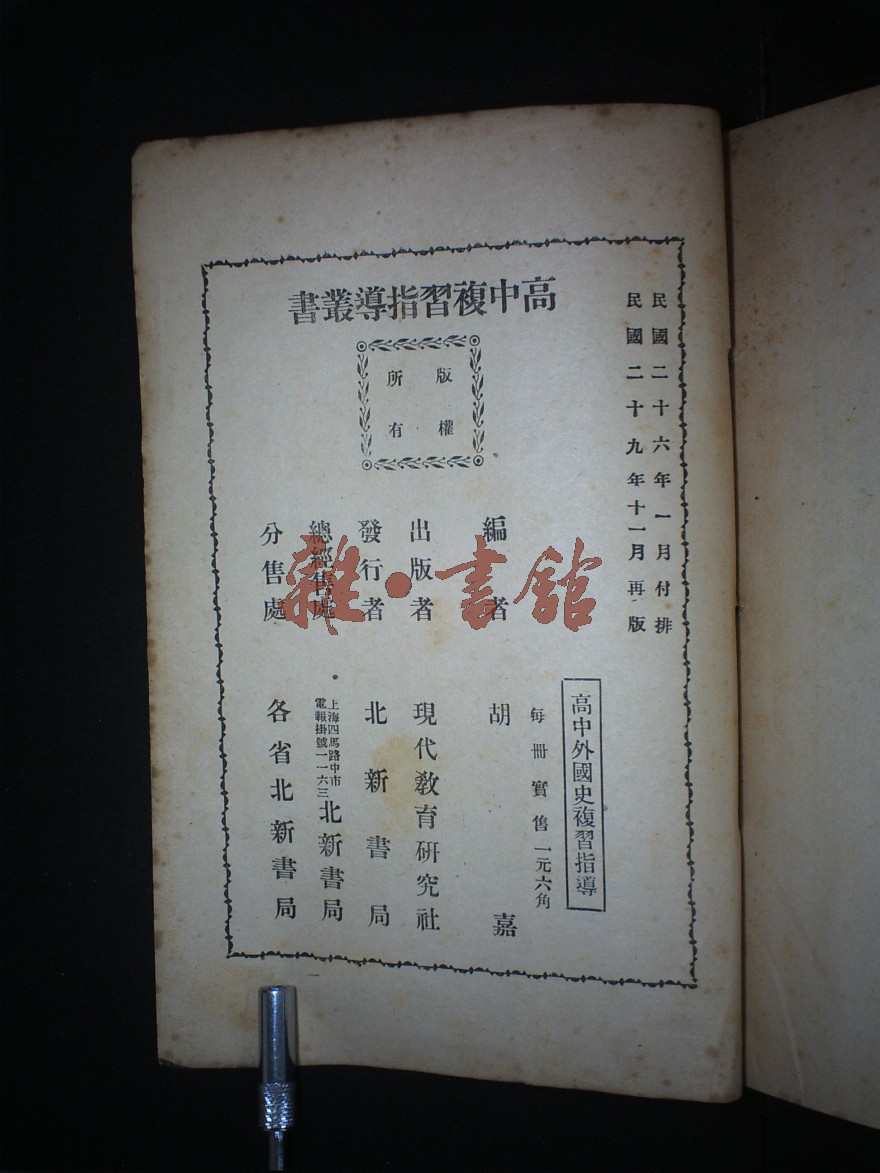 民國二十六年一月付排
民國二十九年十一月再版
高中複習指導叢書
版權
所有
高中外國史複習指導
每冊實售一元六角
編者 胡嘉
出版者 現代教育研究社
發行者 北新書局
總經售處 上海四馬路中市 電報掛號一一六三 北新書局
分售處 各省北新書局
雜·書館